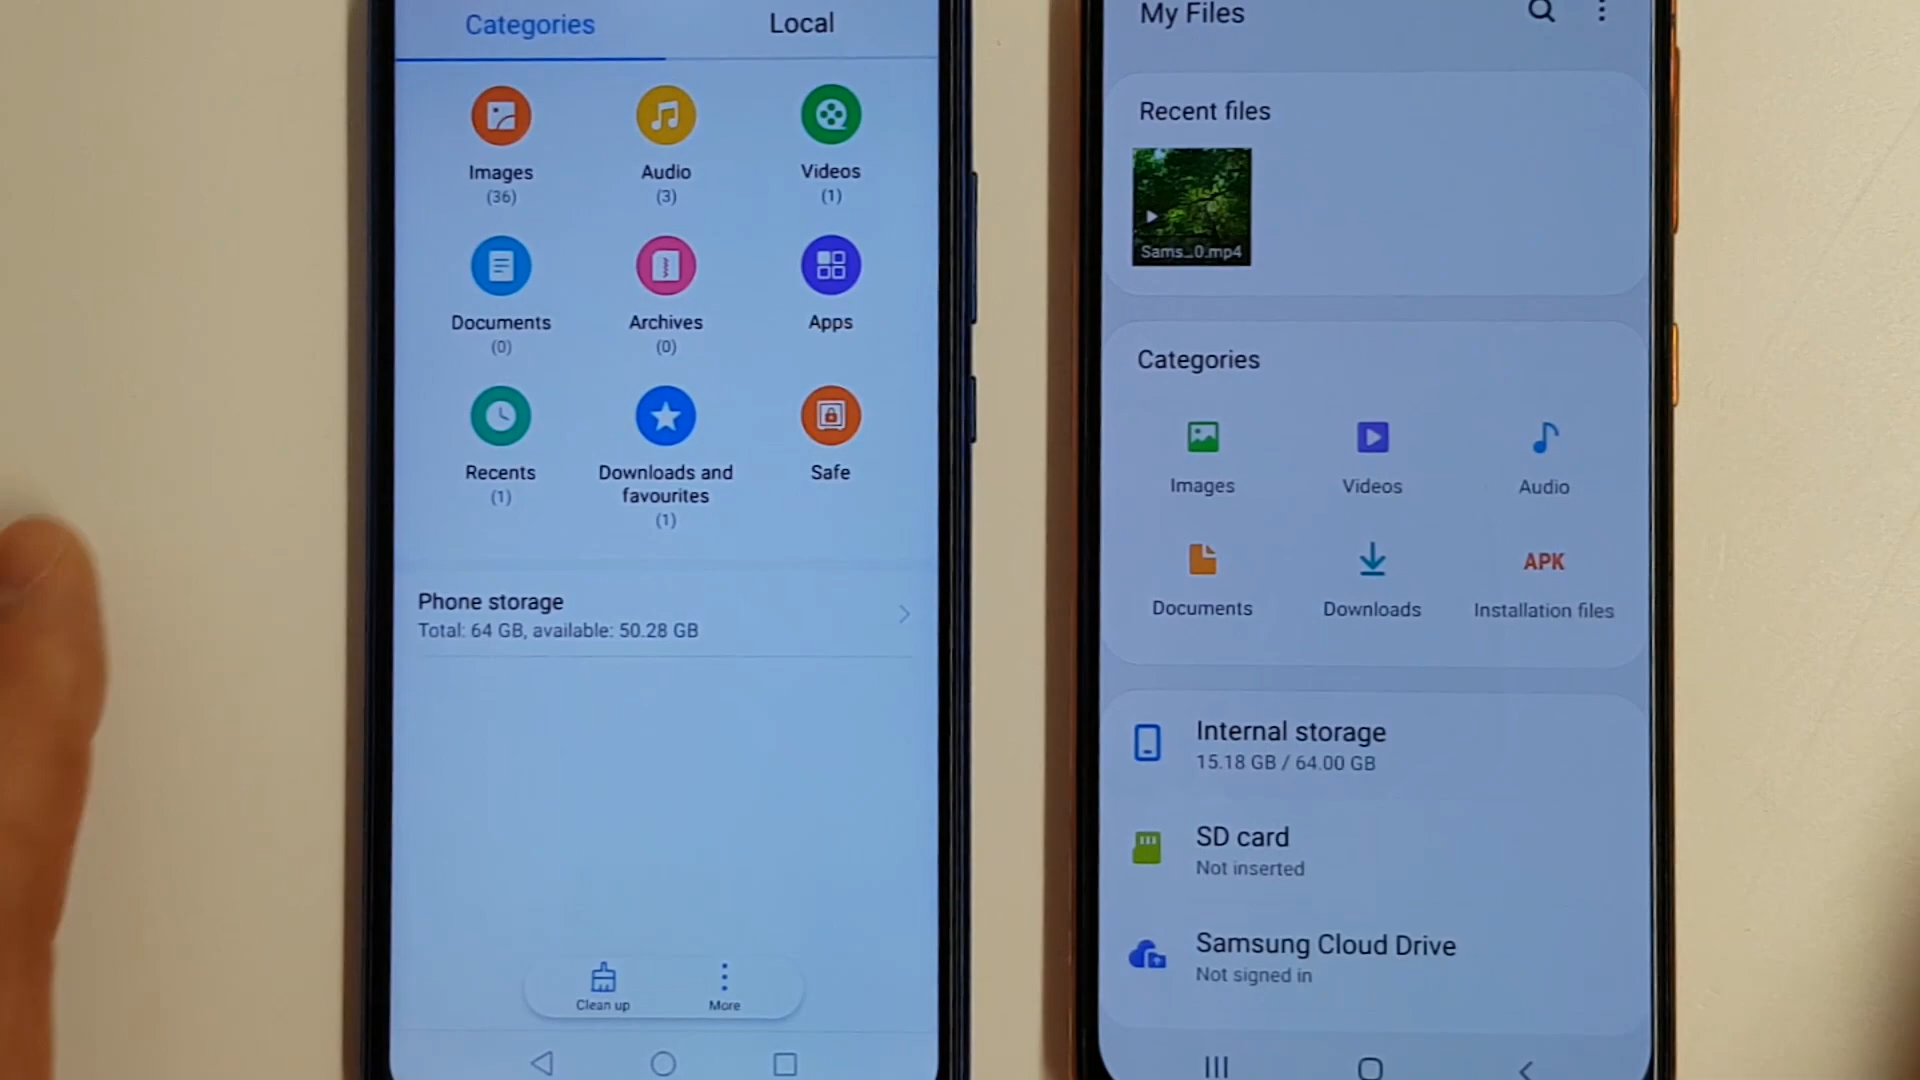 Categories
Local
Images
(36)
Audio
(3)
Videos
(1)
Documents
(0)
Archives
(0)
Apps
Recents
(1)
Downloads and
favourites
(1)
Safe
Phone storage
Total: 64 GB, available: 50.28 GB
Clean up
More
My Files
Recent files
Sams...0.mp4
Categories
Images
Videos
Audio
Documents
Downloads
APK
Installation files
Internal storage
15.18 GB / 64.00 GB
SD card
Not inserted
Samsung Cloud Drive
Not signed in